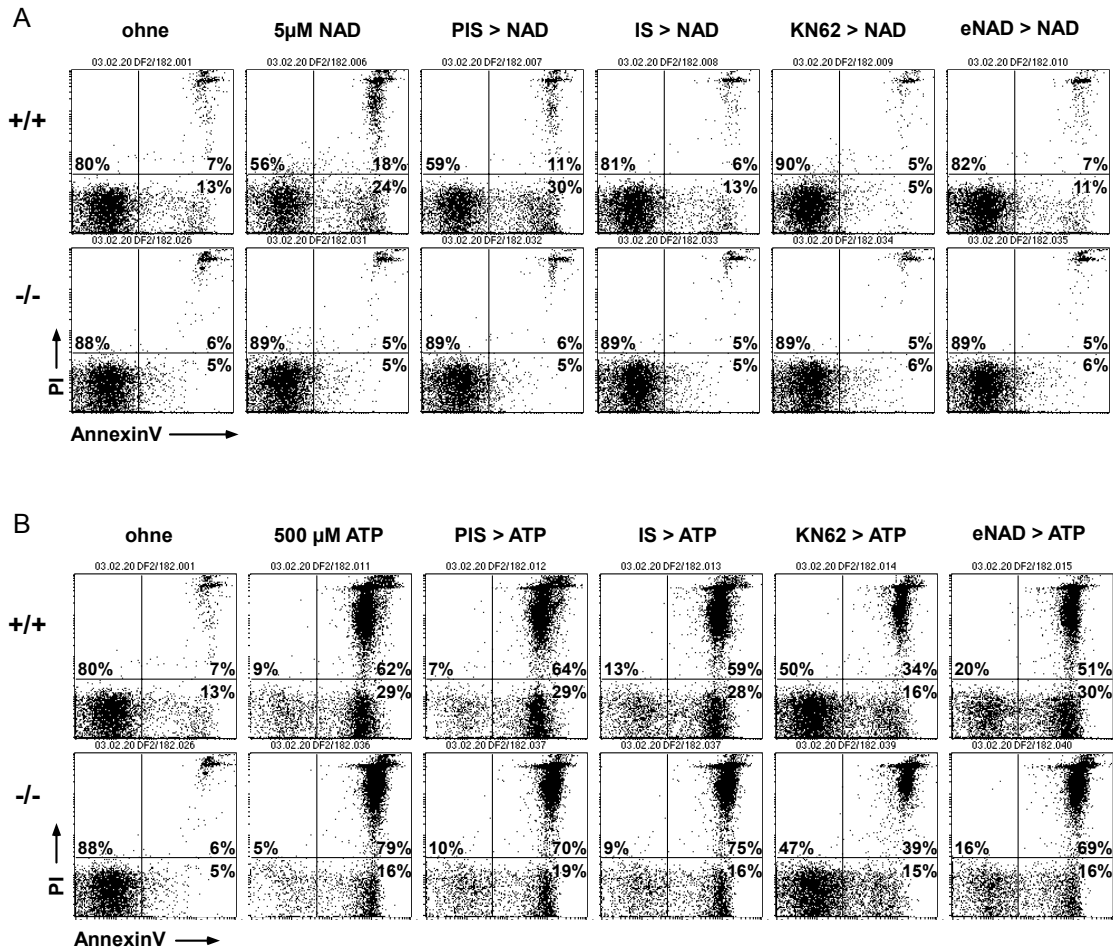 A
ohne 5µM NAD PIS > NAD IS > NAD KN62 > NAD eNAD > NAD
03.02.20 DF2/182.001 03.02.20 DF2/182.006 03.02.20 DF2/182.007 03.02.20 DF2/182.008 03.02.20 DF2/182.009 03.02.20 DF2/182.010
+/+
80% 7% 56% 18% 59% 11% 81% 6% 90% 5% 82% 7%
13% 24% 30% 13% 5% 11%
03.02.20 DF2/182.026 03.02.20 DF2/182.031 03.02.20 DF2/182.032 03.02.20 DF2/182.033 03.02.20 DF2/182.034 03.02.20 DF2/182.035
-/-
88% 6% 89% 5% 89% 6% 89% 5% 89% 5% 89% 5%
5% 5% 5% 5% 6% 6%
PI
AnnexinV
B
ohne 500 µM ATP PIS > ATP IS > ATP KN62 > ATP eNAD > ATP
03.02.20 DF2/182.001 03.02.20 DF2/182.011 03.02.20 DF2/182.012 03.02.20 DF2/182.013 03.02.20 DF2/182.014 03.02.20 DF2/182.015
+/+
80% 7% 9% 62% 7% 64% 13% 59% 50% 34% 20% 51%
13% 29% 29% 28% 16% 30%
03.02.20 DF2/182.026 03.02.20 DF2/182.036 03.02.20 DF2/182.037 03.02.20 DF2/182.037 03.02.20 DF2/182.039 03.02.20 DF2/182.040
-/-
88% 6% 5% 79% 10% 70% 9% 75% 47% 39% 16% 69%
5% 16% 19% 16% 15% 16%
PI
AnnexinV